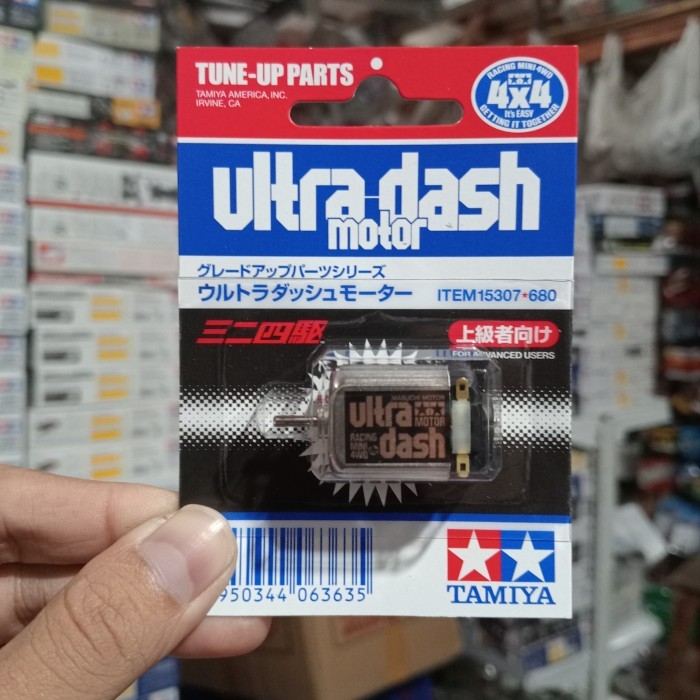 TUNE-UP PARTS
TAMIYA AMERICA, INC.
IRVINE, CA
RACING MINI 4WD
4x4
It's EASY
GETTING IT TOGETHER
ultra-dash
motor
グレードアップパーツシリーズ
ウルトラダッシュモーター
ITEM15307★680
ミニ四駆
上級者向け
FOR ADVANCED USERS
MABUCHI MOTOR
ultra
MOTOR
RACING
MINI
4WD
dash
950344 063635
TAMIYA